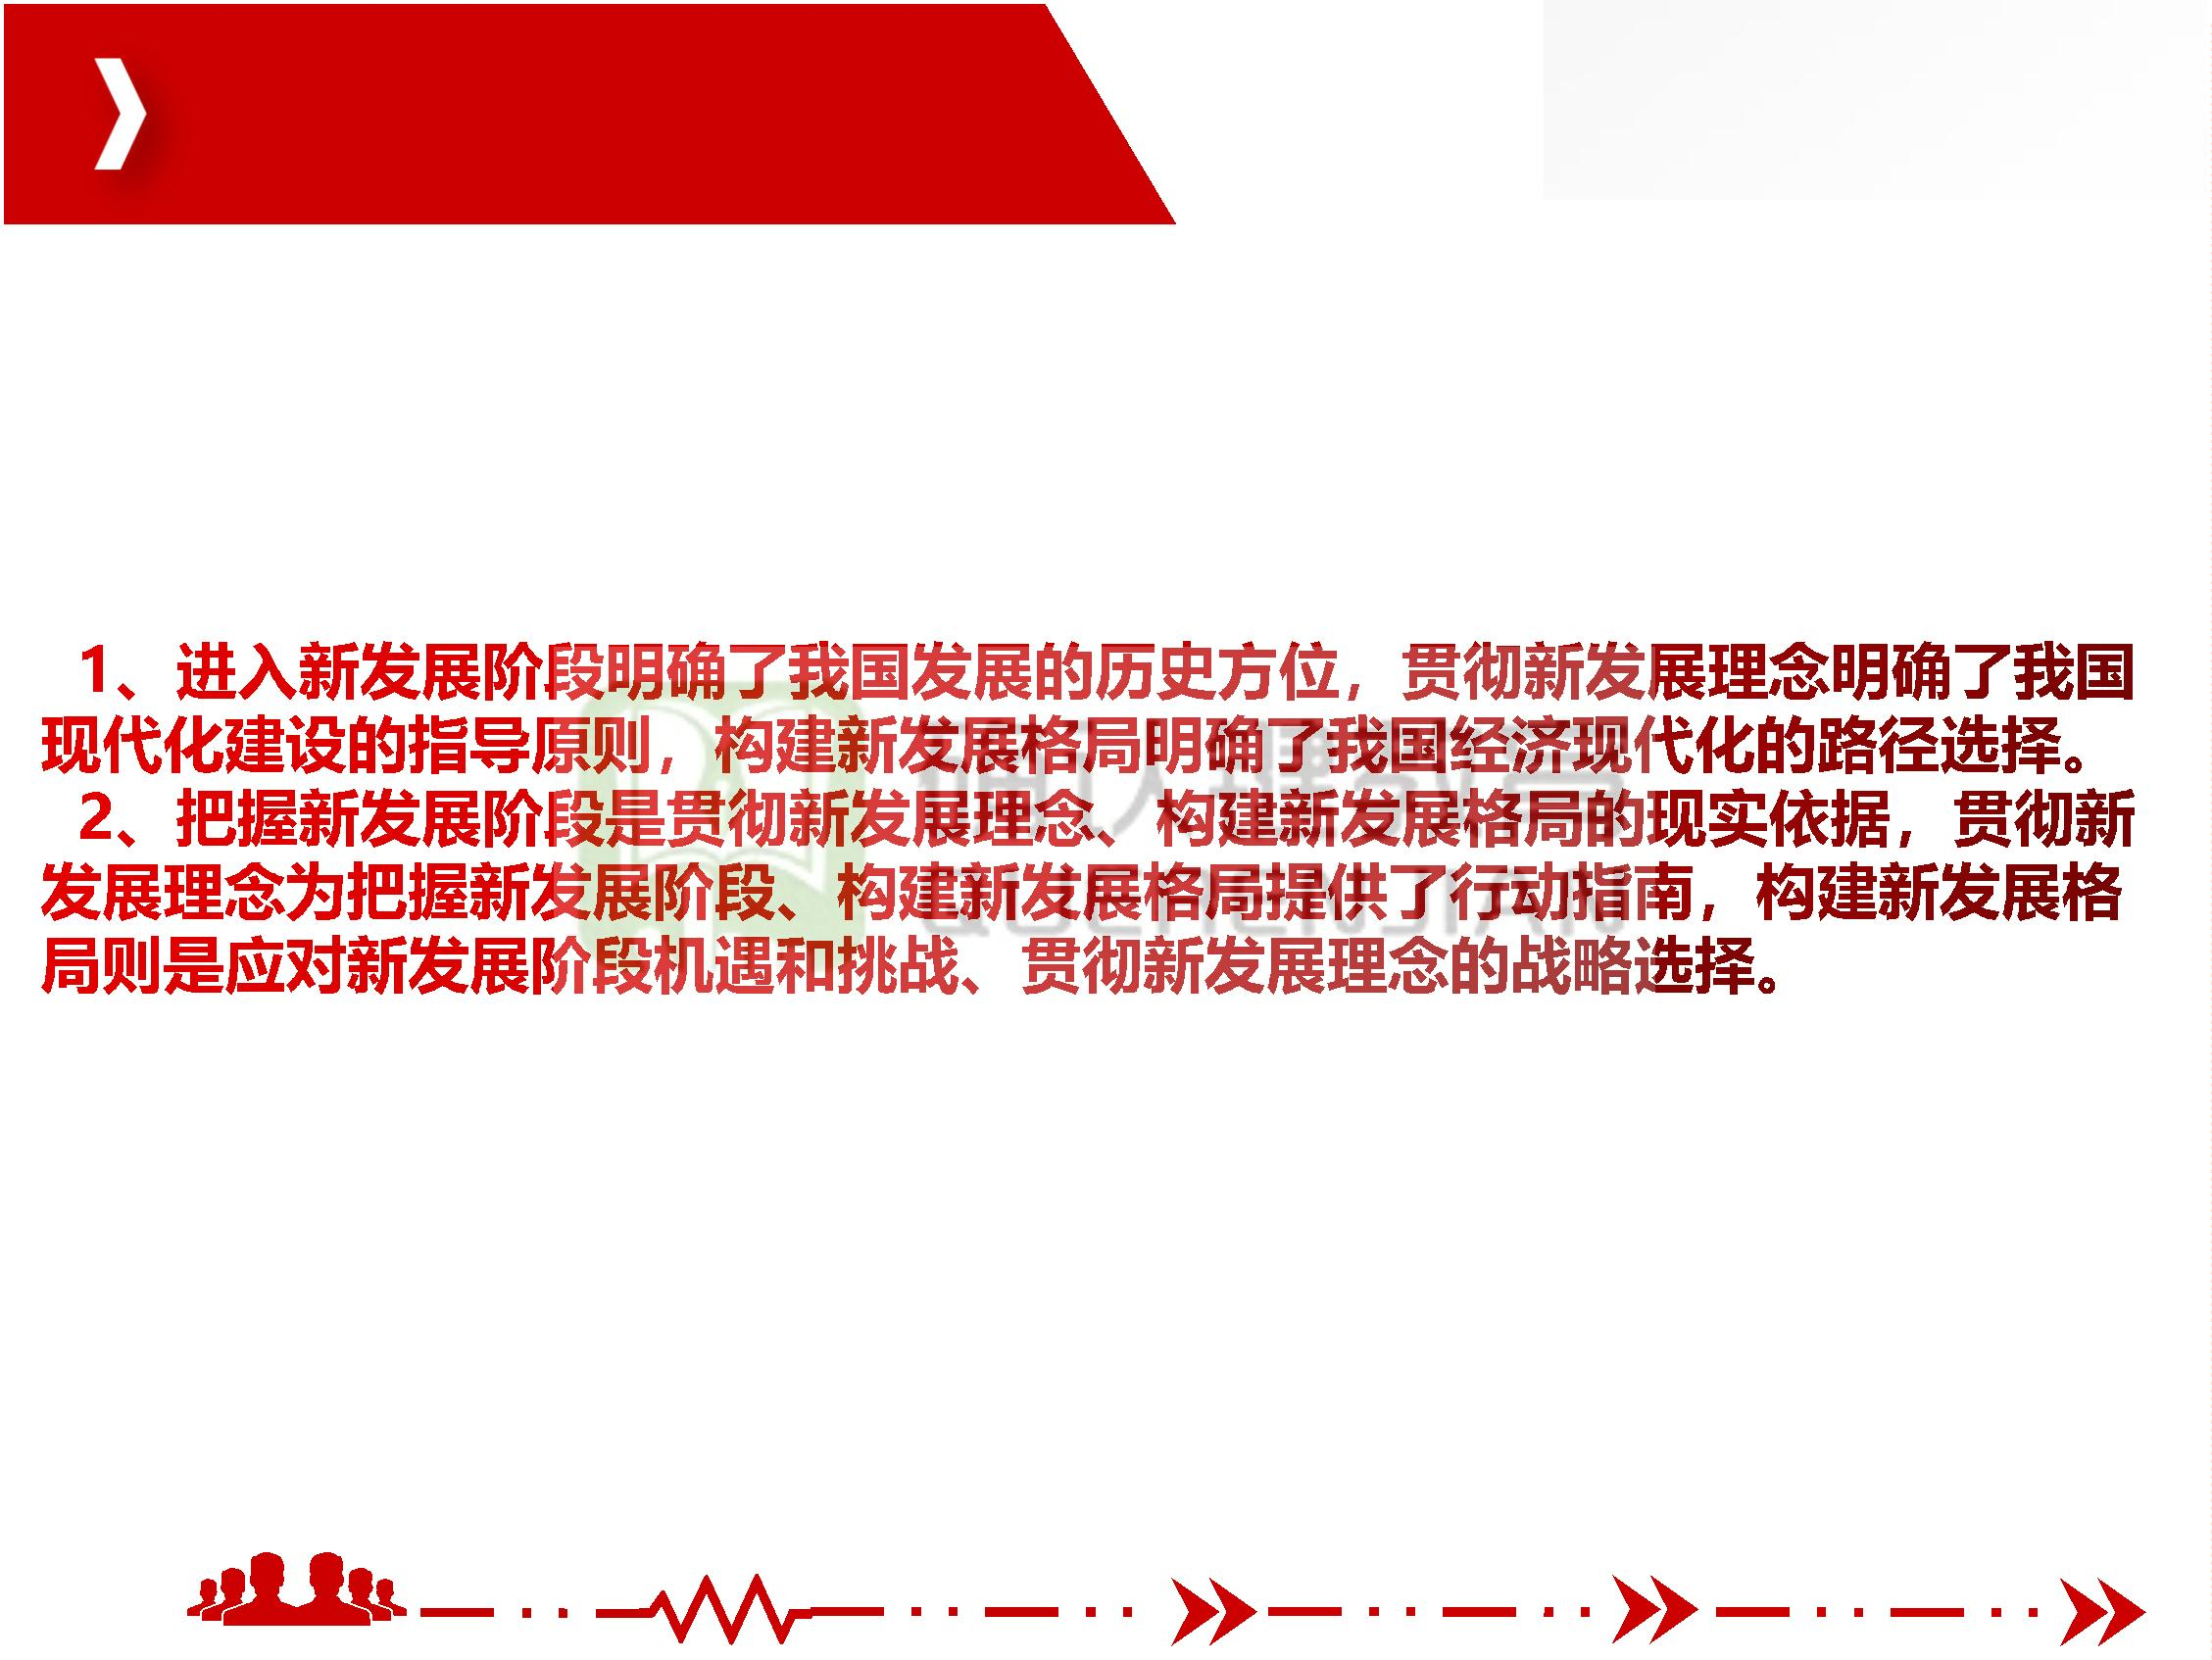 1、进入新发展阶段明确了我国发展的历史方位，贯彻新发展理念明确了我国
现代化建设的指导原则，构建新发展格局明确了我国经济现代化的路径选择。
2、把握新发展阶段是贯彻新发展理念、构建新发展格局的现实依据，贯彻新
发展理念为把握新发展阶段、构建新发展格局提供了行动指南，构建新发展格
局则是应对新发展阶段机遇和挑战、贯彻新发展理念的战略选择。